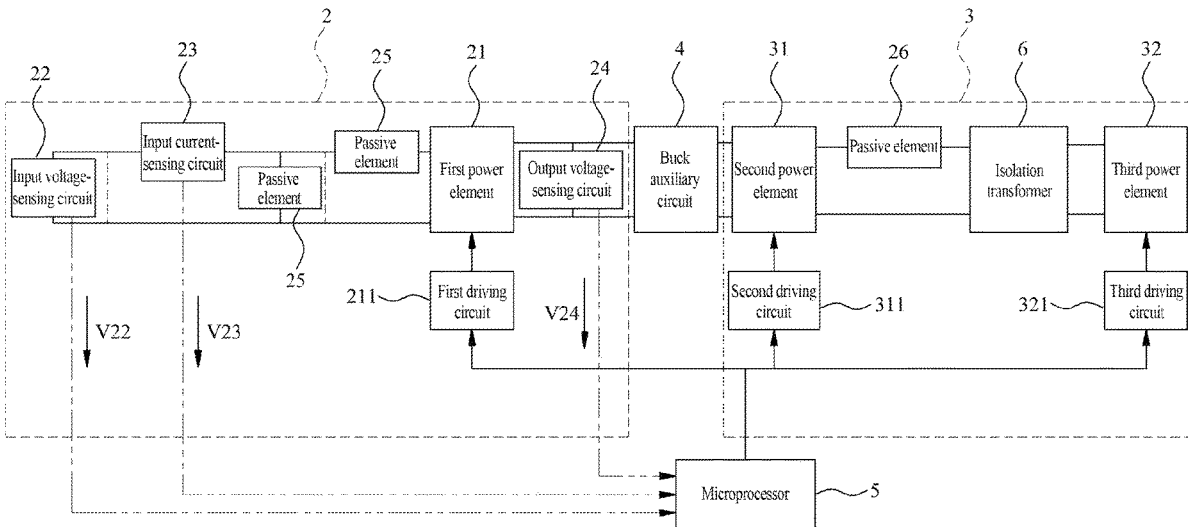 2
3
23
25
21
24
4
31
26
6
32
22
Input voltage-
sensing circuit
Input current-
sensing circuit
Passive
element
25
Passive
element
First power
element
Output voltage-
sensing circuit
Buck
auxiliary
circuit
Second power
element
Passive element
Isolation
transformer
Third power
element
211
First driving
circuit
Second driving
circuit
311
321
Third driving
circuit
V22
V23
V24
Microprocessor
5